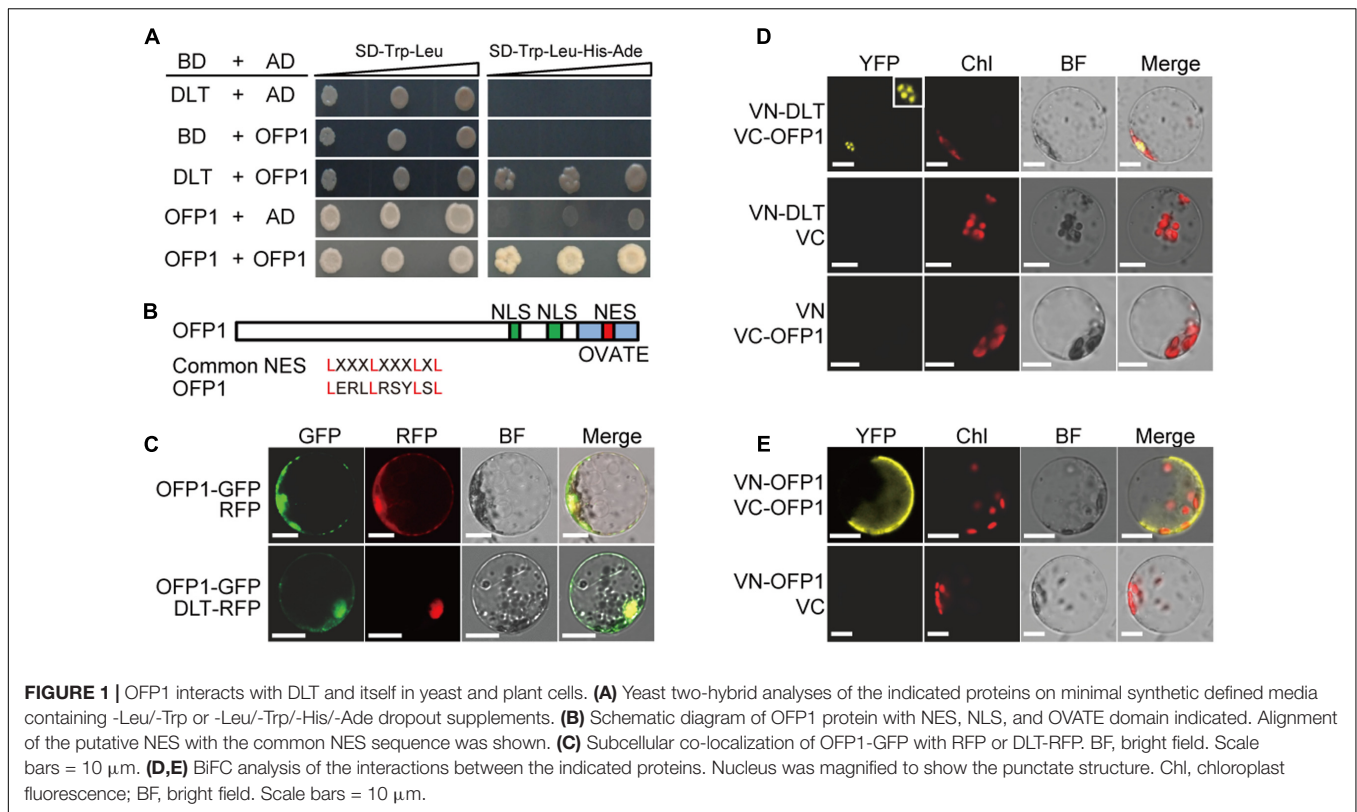 A
SD-Trp-Leu
SD-Trp-Leu-His-Ade
BD + AD
DLT + AD
BD + OFP1
DLT + OFP1
OFP1 + AD
OFP1 + OFP1
B
NLS NLS NES
OFP1
OVATE
Common NES LXXXLXXXLXL
OFP1 LERLLRSYLSL
C
GFP RFP BF Merge
OFP1-GFP
RFP
OFP1-GFP
DLT-RFP
D
YFP Chl BF Merge
VN-DLT
VC-OFP1
VN-DLT
VC
VN
VC-OFP1
E
YFP Chl BF Merge
VN-OFP1
VC-OFP1
VN-OFP1
VC
FIGURE 1 | OFP1 interacts with DLT and itself in yeast and plant cells. (A) Yeast two-hybrid analyses of the indicated proteins on minimal synthetic defined media
containing -Leu/-Trp or -Leu/-Trp/-His/-Ade dropout supplements. (B) Schematic diagram of OFP1 protein with NES, NLS, and OVATE domain indicated. Alignment
of the putative NES with the common NES sequence was shown. (C) Subcellular co-localization of OFP1-GFP with RFP or DLT-RFP. BF, bright field. Scale
bars = 10 μm. (D,E) BiFC analysis of the interactions between the indicated proteins. Nucleus was magnified to show the punctate structure. Chl, chloroplast
fluorescence; BF, bright field. Scale bars = 10 μm.